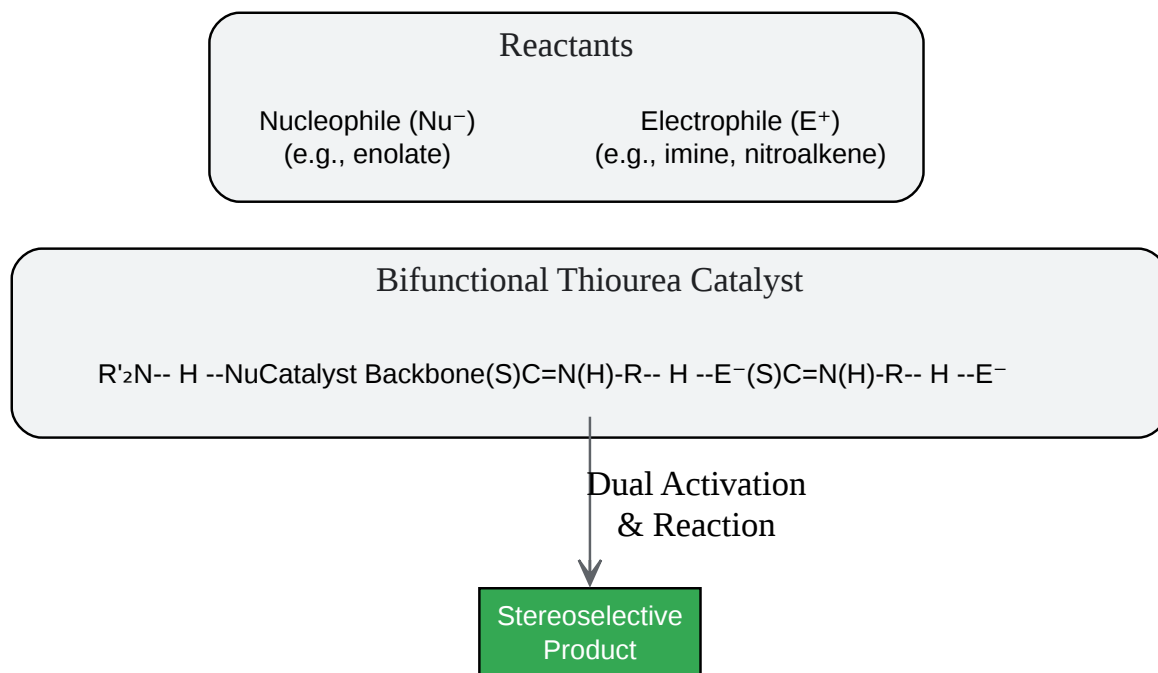 Reactants
Nucleophile (Nu⁻)
(e.g., enolate)
Electrophile (E⁺)
(e.g., imine, nitroalkene)
Bifunctional Thiourea Catalyst
R'₂N-- H --NuCatalyst Backbone(S)C=N(H)-R-- H --E⁻(S)C=N(H)-R-- H --E⁻
Dual Activation
& Reaction
Stereoselective
Product